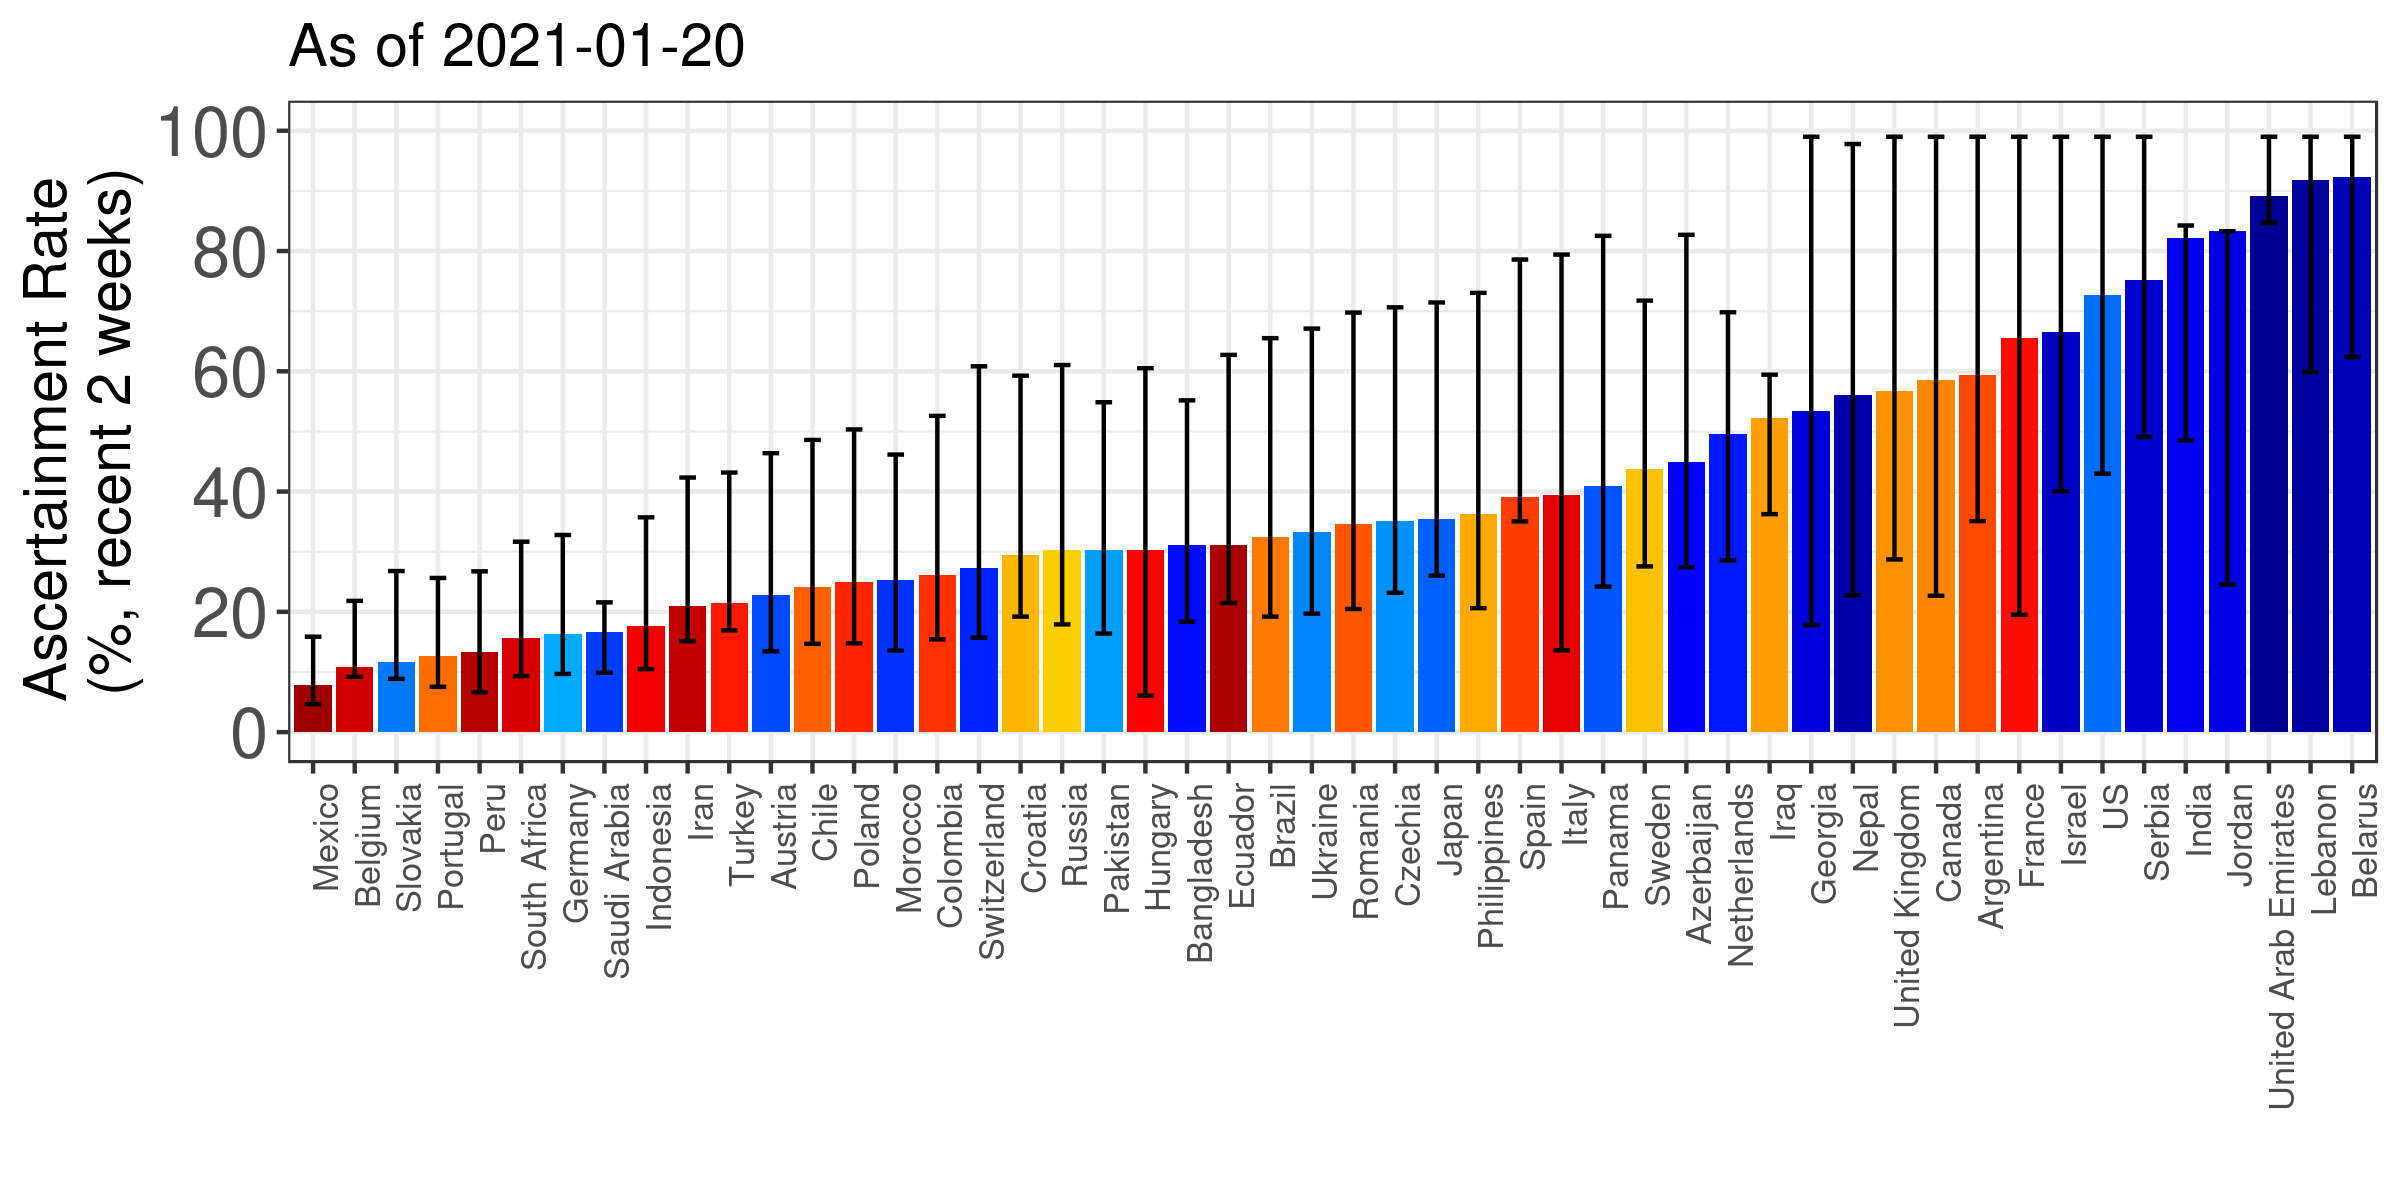 As of 2021-01-20
Ascertainment Rate
(%, recent 2 weeks)
100
80
60
40
20
0
Mexico
Belgium
Slovakia
Portugal
Peru
South Africa
Germany
Saudi Arabia
Indonesia
Iran
Turkey
Austria
Chile
Poland
Morocco
Colombia
Switzerland
Croatia
Russia
Pakistan
Hungary
Bangladesh
Ecuador
Brazil
Ukraine
Romania
Czechia
Japan
Philippines
Spain
Italy
Panama
Sweden
Azerbaijan
Netherlands
Iraq
Georgia
Nepal
United Kingdom
Canada
Argentina
France
Israel
US
Serbia
India
Jordan
United Arab Emirates
Lebanon
Belarus